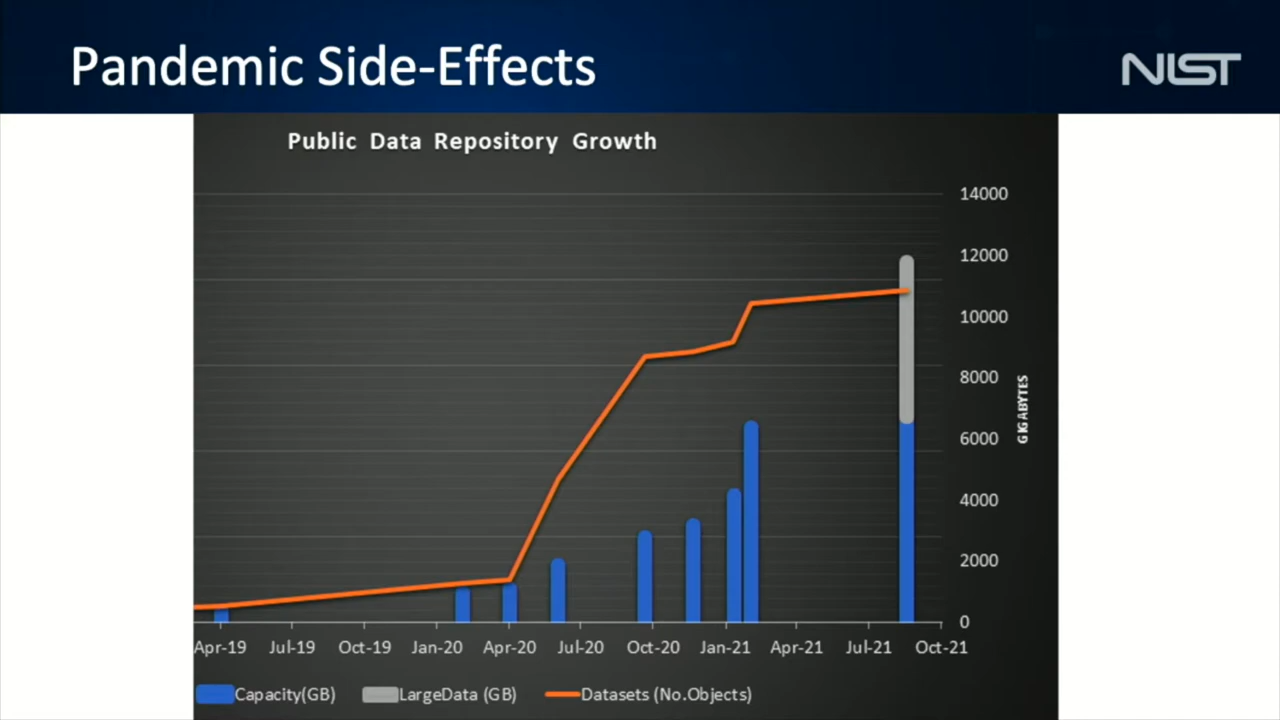 Pandemic Side-Effects
NIST
Public Data Repository Growth
14000
12000
10000
8000
6000
4000
2000
0
GIGABYTES
Apr-19 Jul-19 Oct-19 Jan-20 Apr-20 Jul-20 Oct-20 Jan-21 Apr-21 Jul-21 Oct-21
Capacity(GB) LargeData (GB) Datasets (No.Objects)